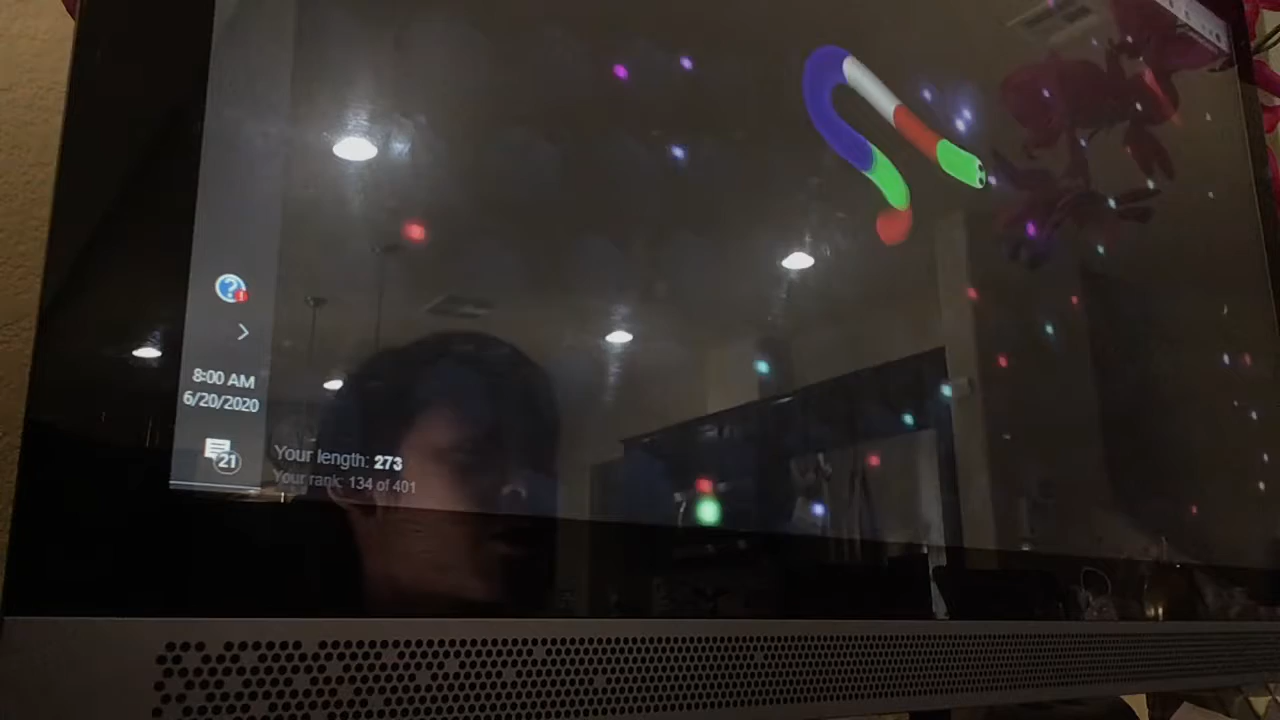 ?
8:00 AM
6/20/2020
21
Your length: 273
Your rank: 134 of 401